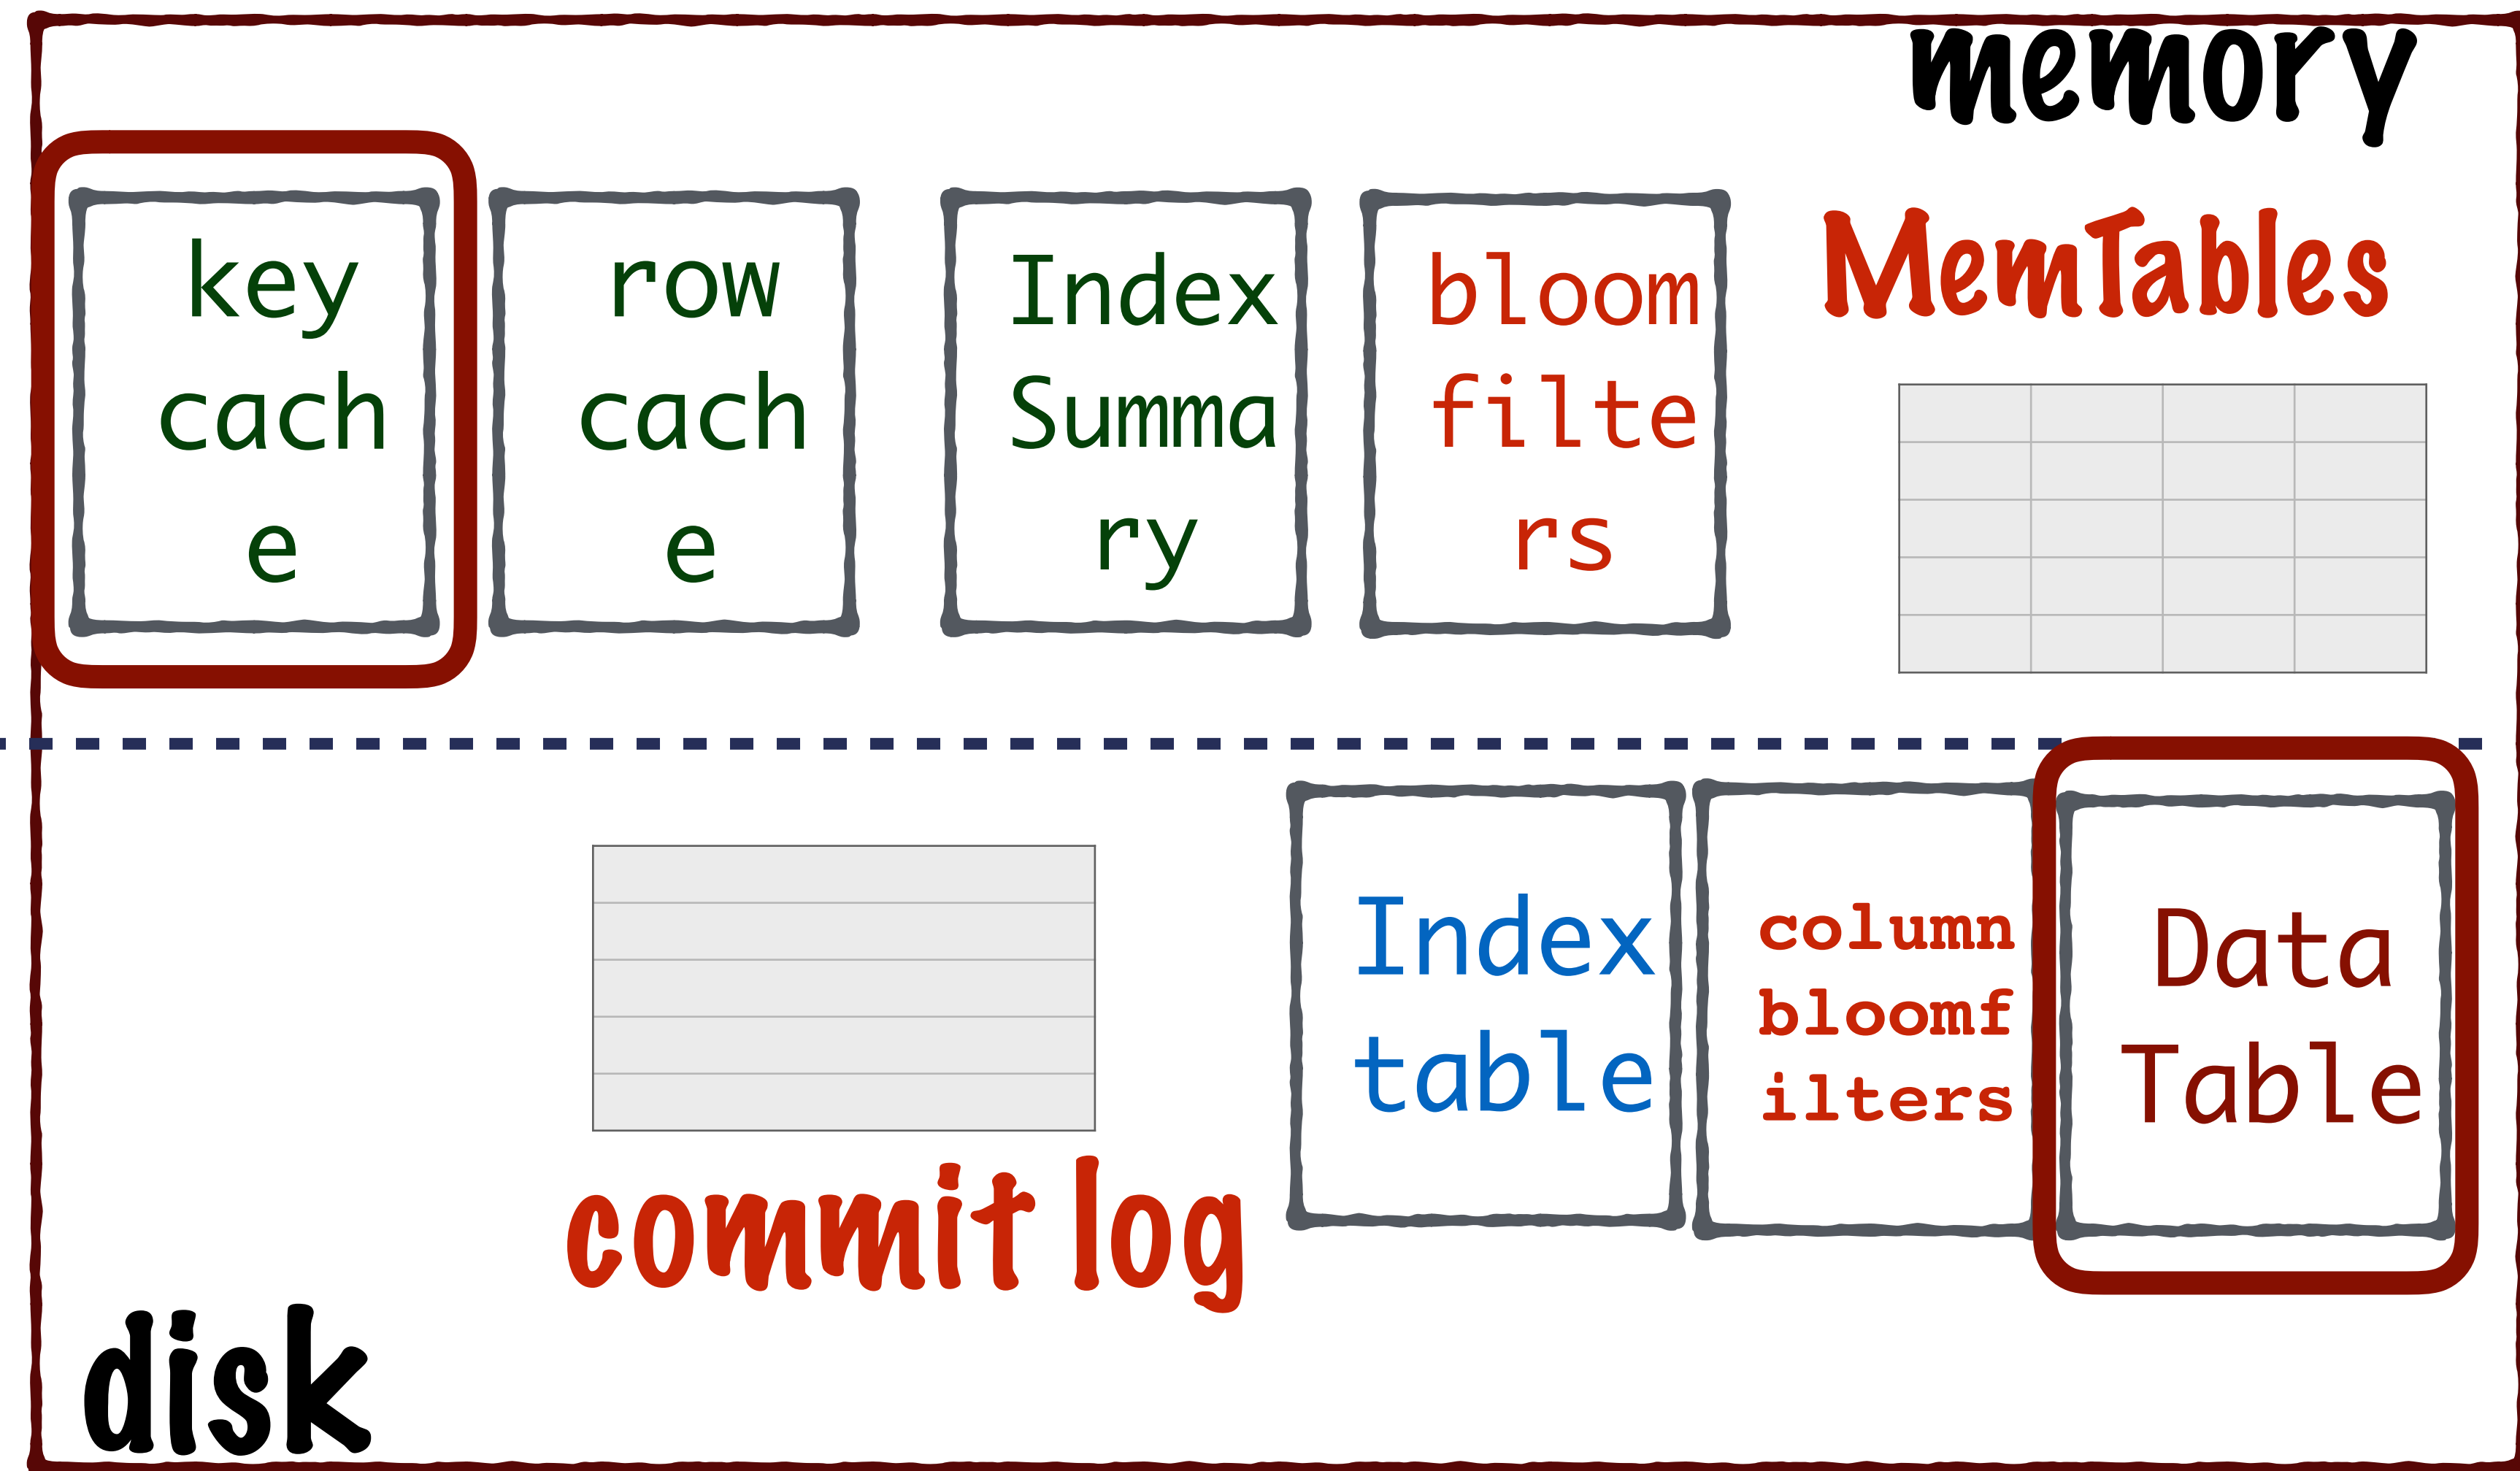 memory
key
cach
e
row
cach
e
Index
Summa
ry
bloom
filte
rs
MemTables
Index
table
column
bloomf
ilters
Data
Table
commit log
disk